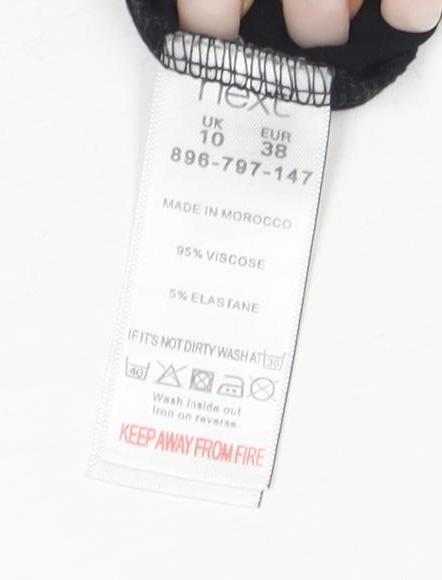 next
UK EUR
10 38
896-797-147
MADE IN MOROCCO
95% VISCOSE
5% ELASTANE
IF IT'S NOT DIRTY WASH AT 30
40
Wash inside out
Iron on reverse
KEEP AWAY FROM FIRE